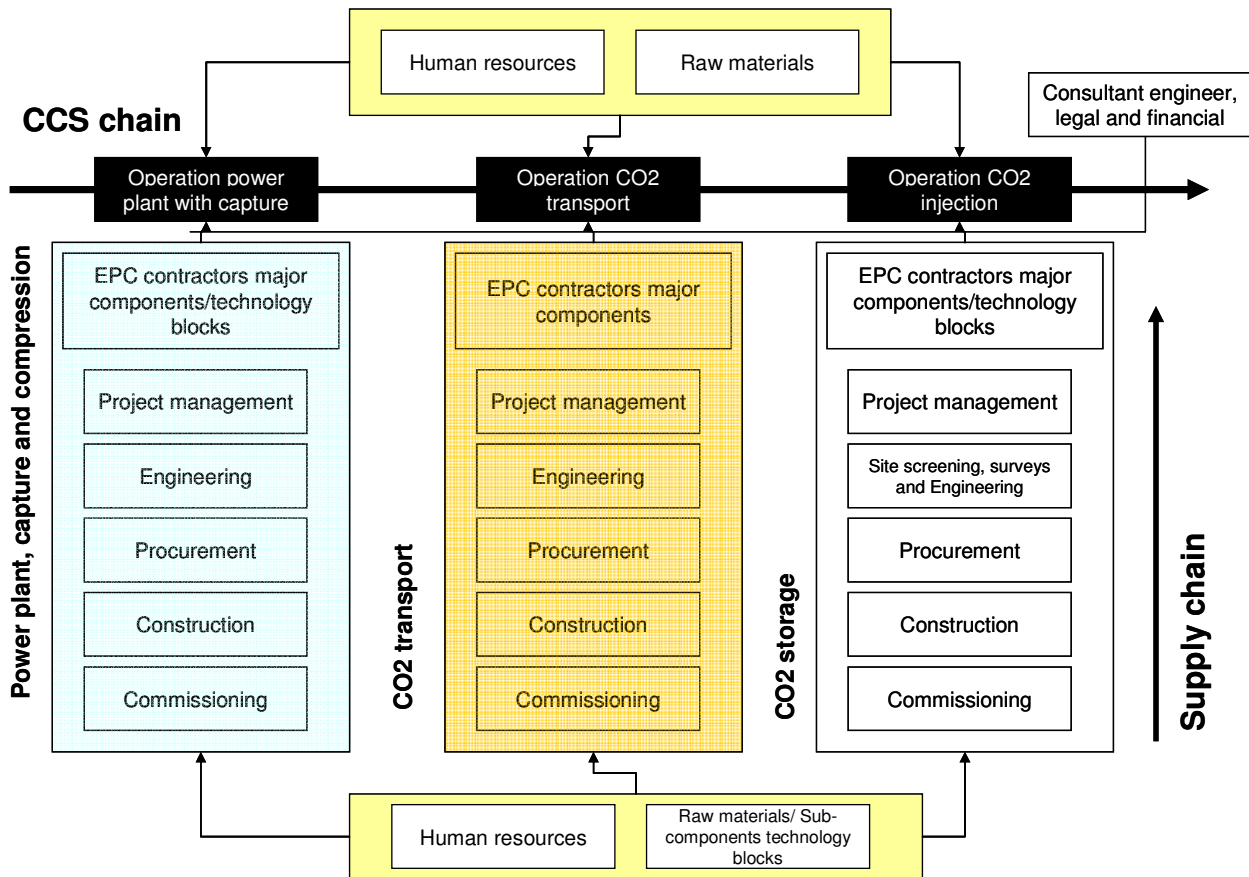 Human resources
Raw materials
Consultant engineer,
legal and financial
CCS chain
Operation power
plant with capture
Operation CO2
transport
Operation CO2
injection
Power plant, capture and compression
EPC contractors major
components/technology
blocks
Project management
Engineering
Procurement
Construction
Commissioning
CO2 transport
EPC contractors major
components
Project management
Engineering
Procurement
Construction
Commissioning
CO2 storage
EPC contractors major
components/technology
blocks
Project management
Site screening, surveys
and Engineering
Procurement
Construction
Commissioning
Supply chain
Human resources
Raw materials/ Sub-
components technology
blocks